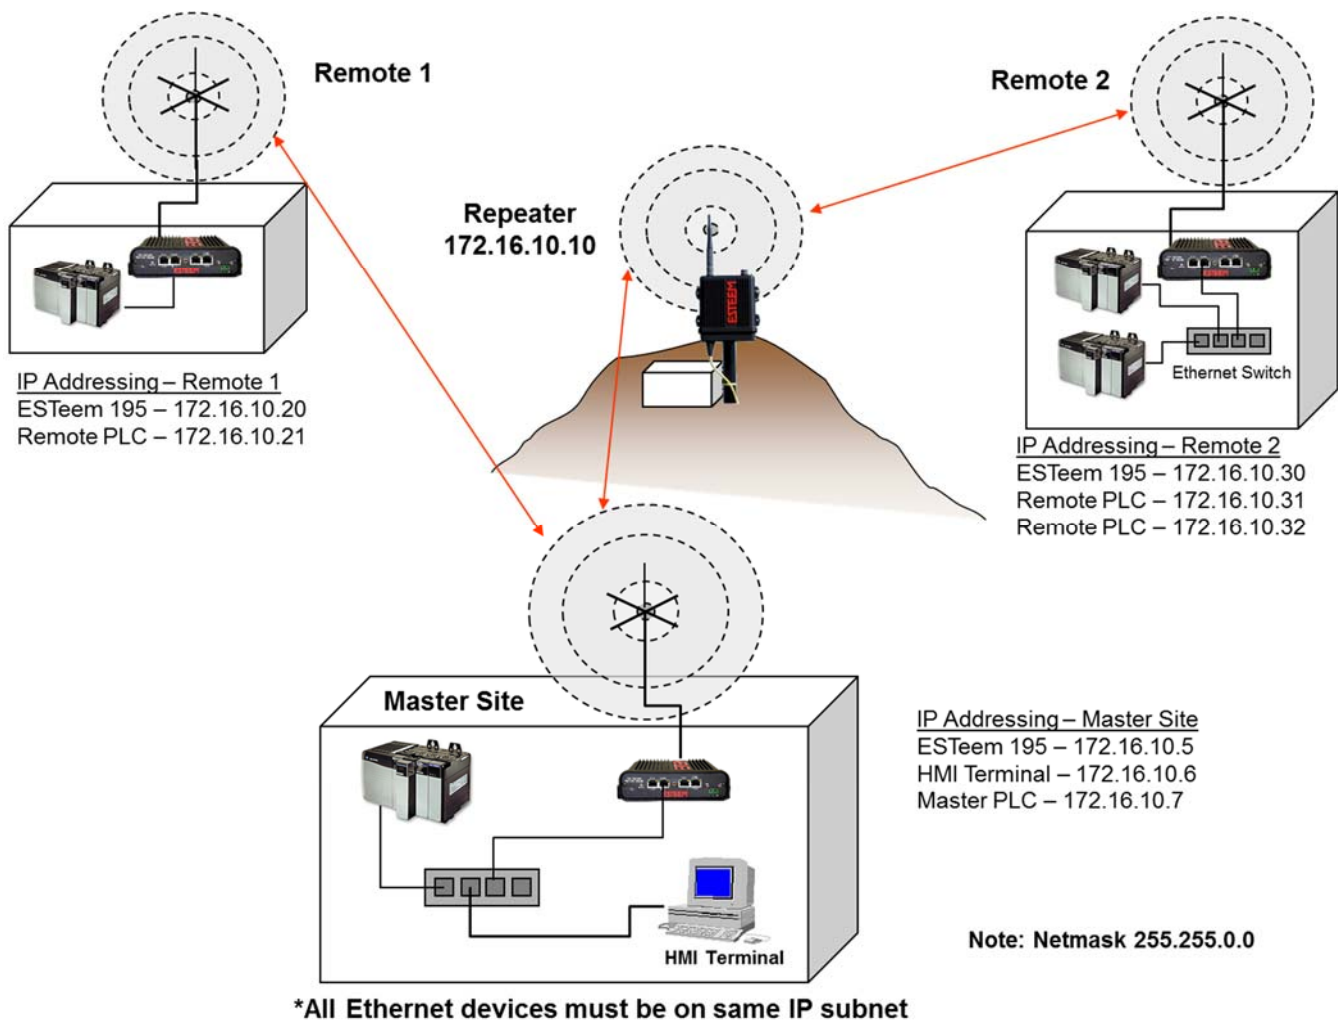 Remote 1
Remote 2
Repeater
172.16.10.10
ESTEEM
ESTEEM
ESTEEM
Ethernet Switch
IP Addressing – Remote 1
ESTeem 195 – 172.16.10.20
Remote PLC – 172.16.10.21
IP Addressing – Remote 2
ESTeem 195 – 172.16.10.30
Remote PLC – 172.16.10.31
Remote PLC – 172.16.10.32
Master Site
ESTEEM
IP Addressing – Master Site
ESTeem 195 – 172.16.10.5
HMI Terminal – 172.16.10.6
Master PLC – 172.16.10.7
HMI Terminal
Note: Netmask 255.255.0.0
*All Ethernet devices must be on same IP subnet